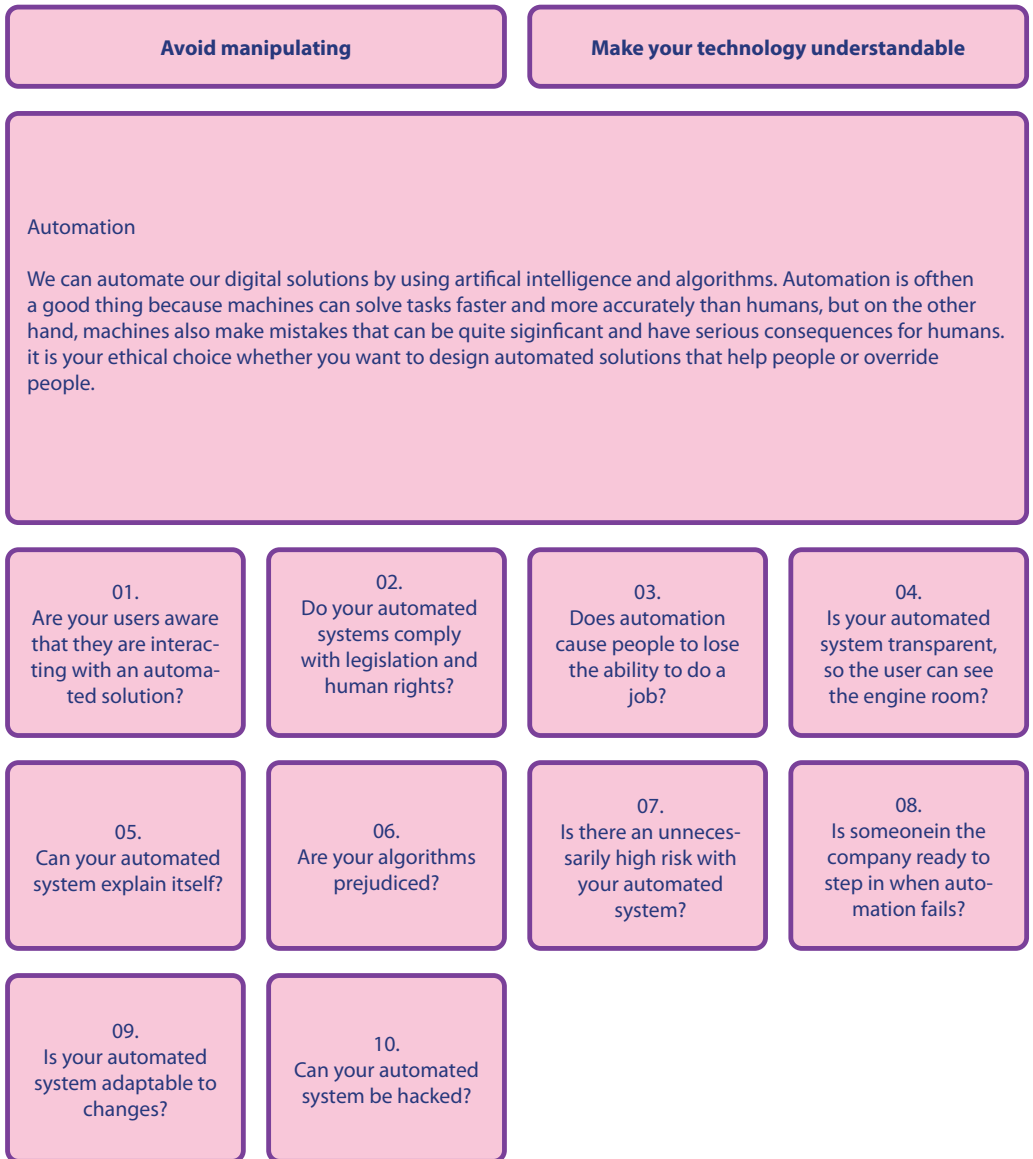 Avoid manipulating
Make your technology understandable
Automation
We can automate our digital solutions by using artifical intelligence and algorithms. Automation is ofthen
a good thing because machines can solve tasks faster and more accurately than humans, but on the other
hand, machines also make mistakes that can be quite siginficant and have serious consequences for humans.
it is your ethical choice whether you want to design automated solutions that help people or override
people.
01.
Are your users aware
that they are interac-
ting with an automa-
ted solution?
02.
Do your automated
systems comply
with legislation and
human rights?
03.
Does automation
cause people to lose
the ability to do a
job?
04.
Is your automated
system transparent,
so the user can see
the engine room?
05.
Can your automated
system explain itself?
06.
Are your algorithms
prejudiced?
07.
Is there an unneces-
sarily high risk with
your automated
system?
08.
Is someonein the
company ready to
step in when auto-
mation fails?
09.
Is your automated
system adaptable to
changes?
10.
Can your automated
system be hacked?